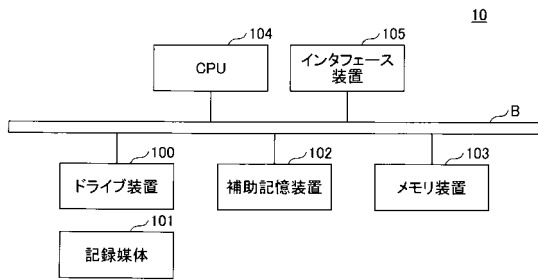 10
104
105
CPU
インタフェース
装置
B
100
102
103
ドライブ装置
補助記憶装置
メモリ装置
101
記録媒体